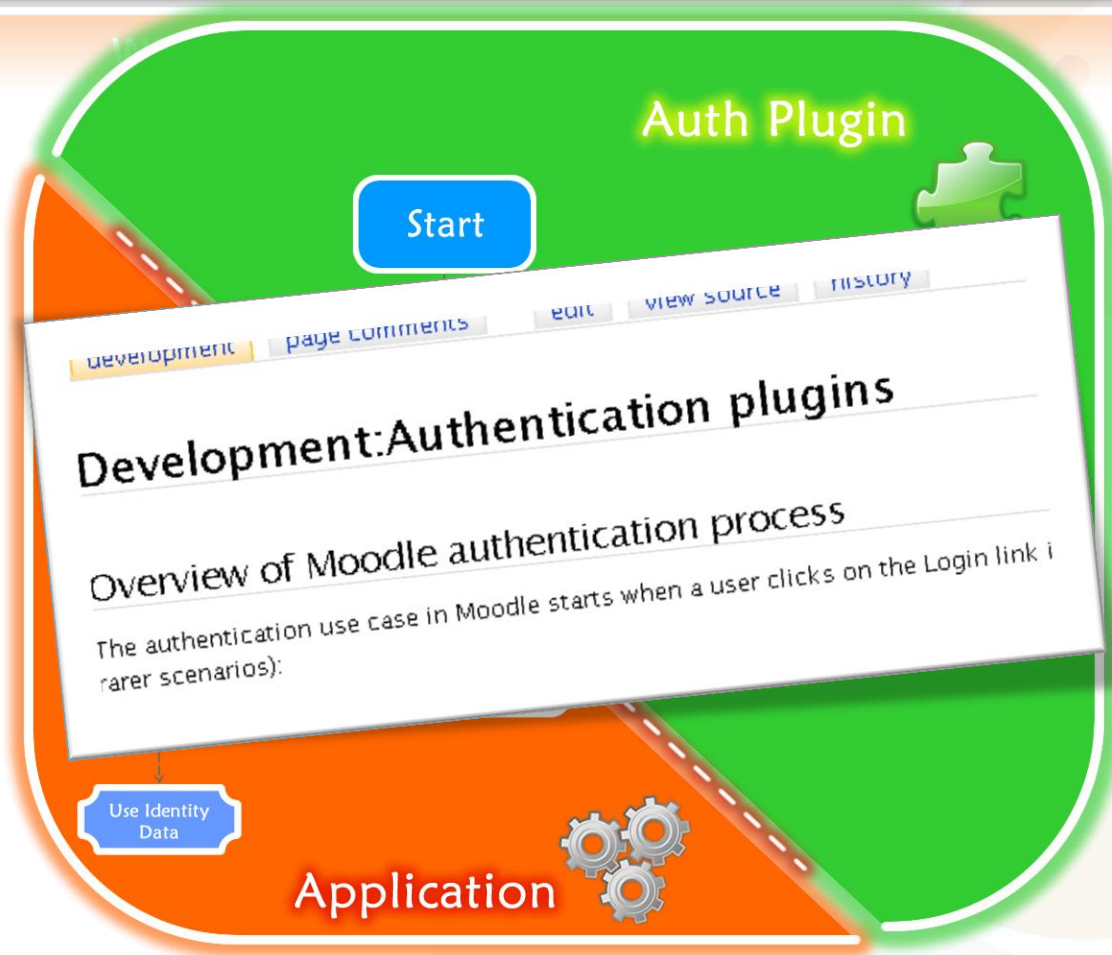 Auth Plugin
Start
development page comments edit view source history
Development:Authentication plugins
Overview of Moodle authentication process
The authentication use case in Moodle starts when a user clicks on the Login link i
rarer scenarios):
Use Identity
Data
Application